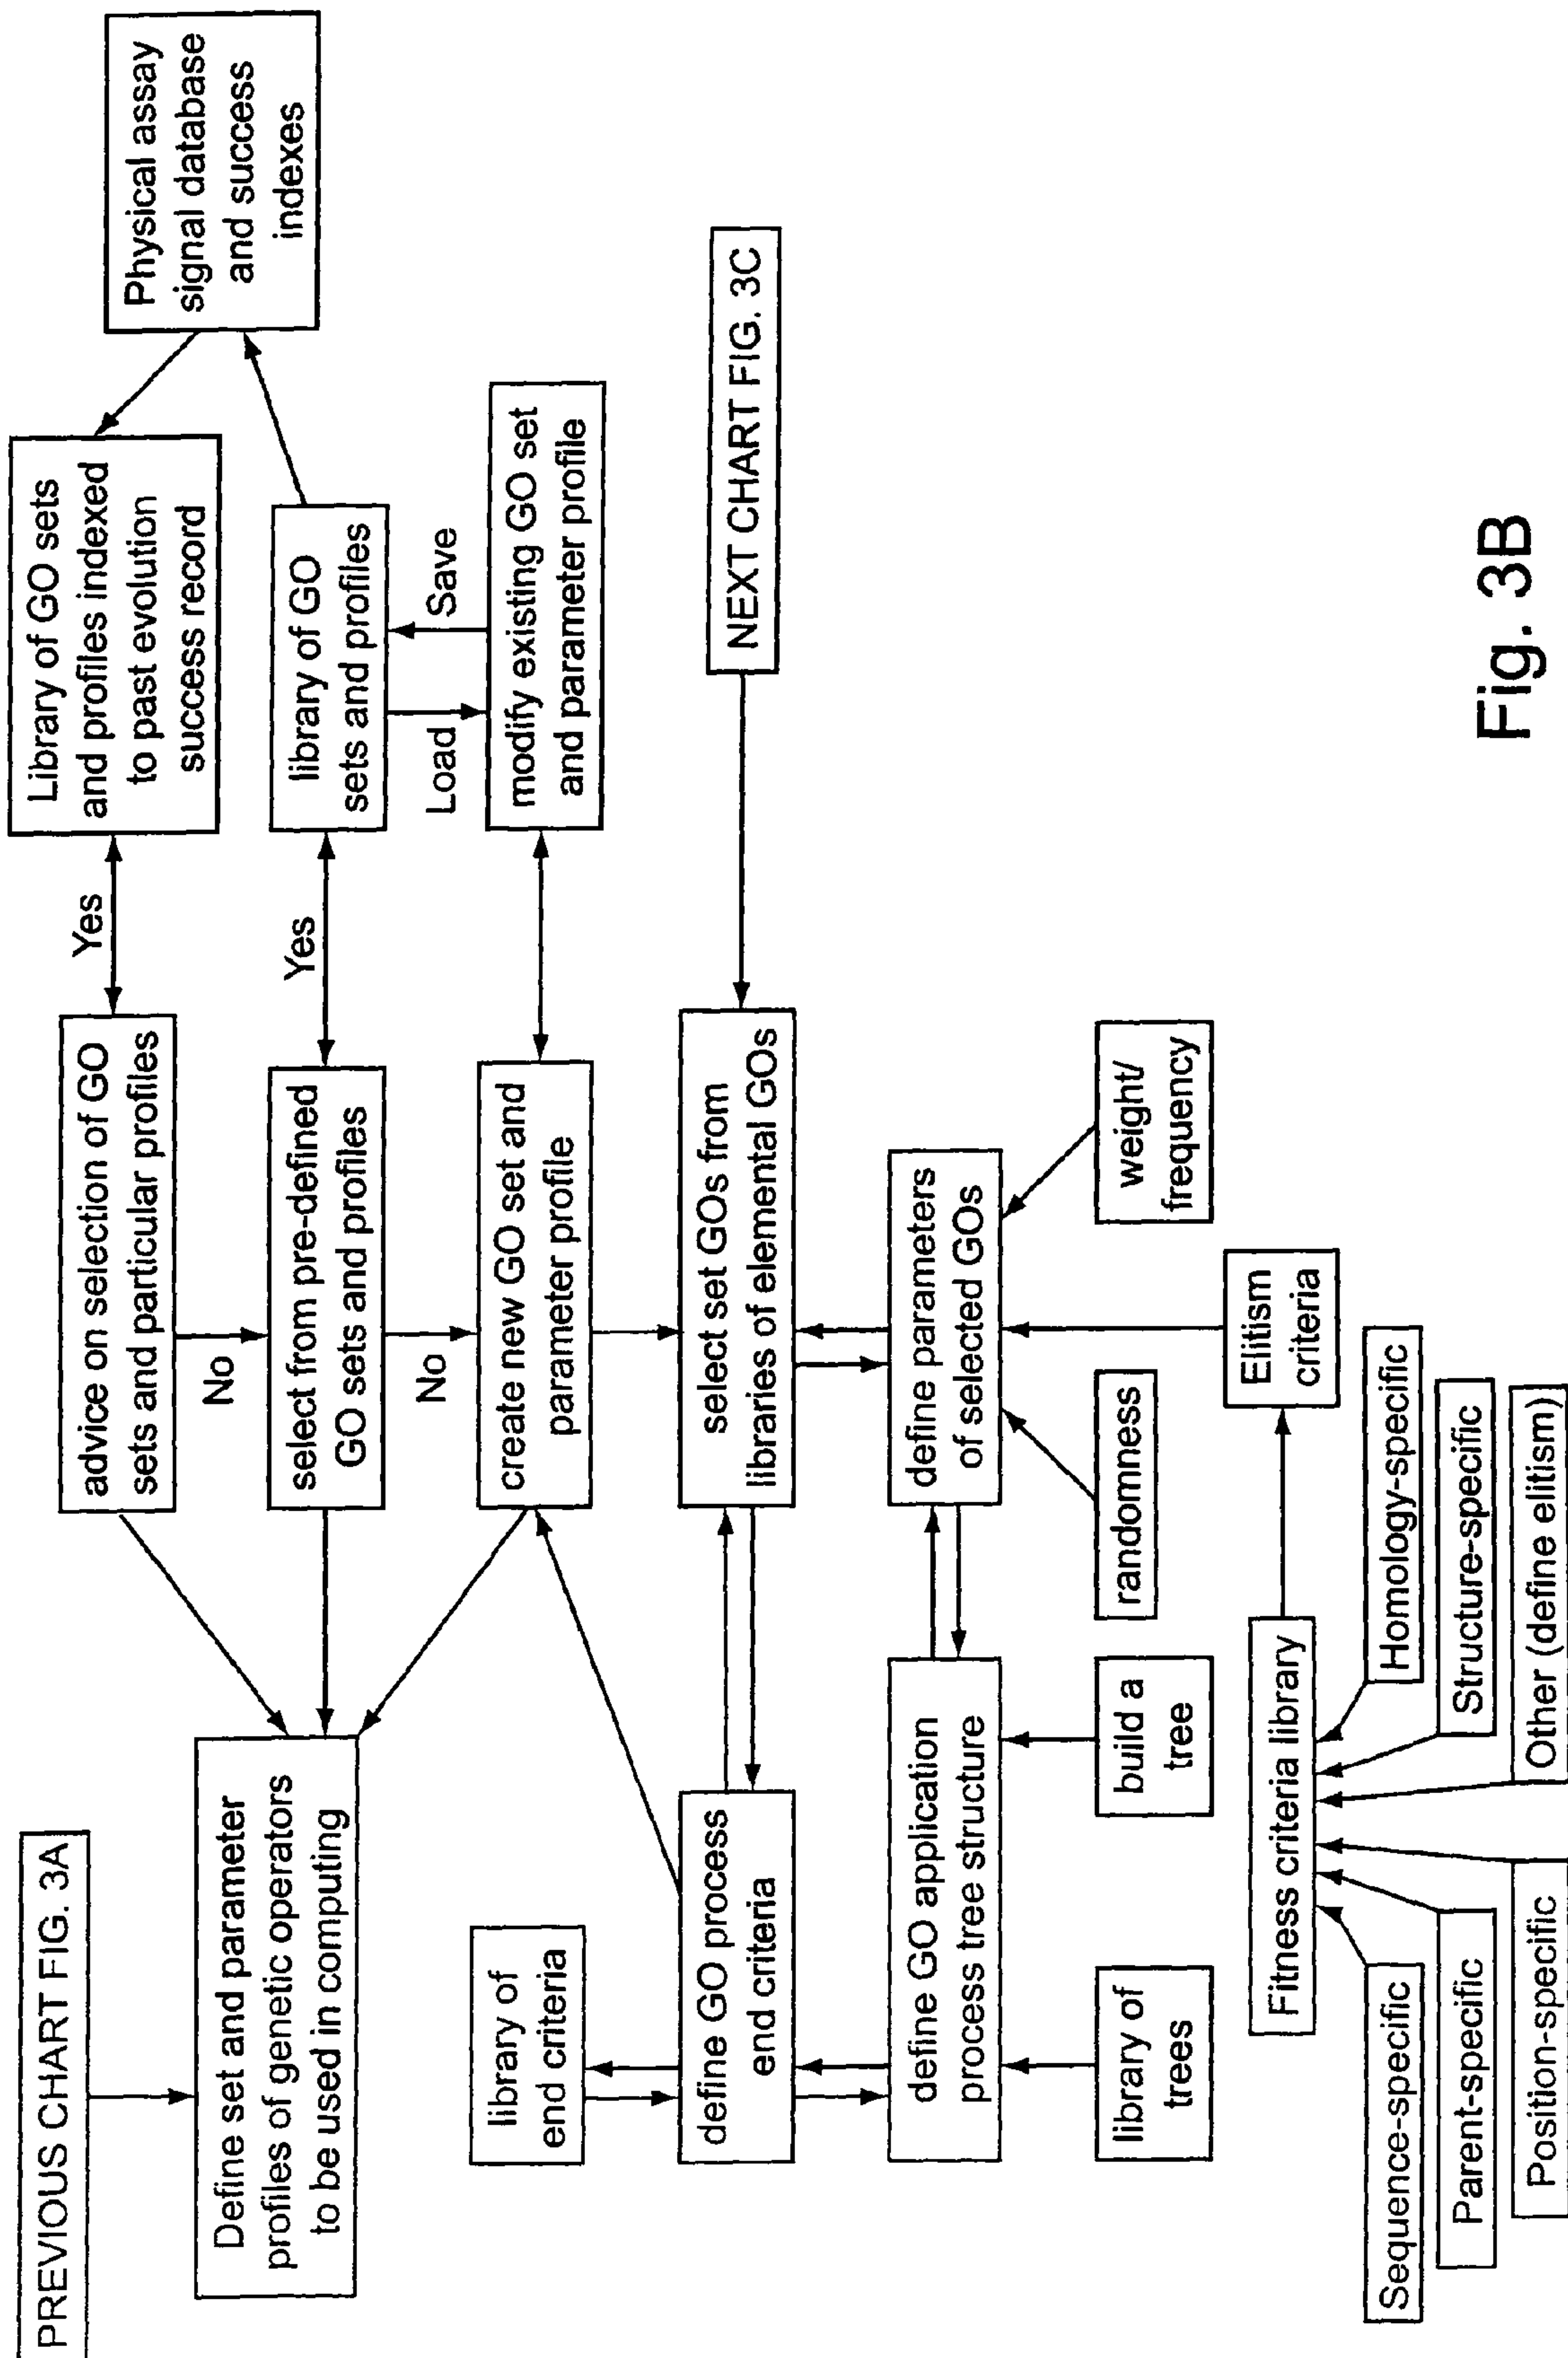 PREVIOUS CHART FIG. 3A
Define set and parameter
profiles of genetic operators
to be used in computing
advice on selection of GO
sets and particular profiles
Yes
Library of GO sets
and profiles indexed
to past evolution
success record
Physical assay
signal database
and success
indexes
No
select from pre-defined
GO sets and profiles
Yes
library of GO
sets and profiles
No
Load
Save
create new GO set and
parameter profile
modify existing GO set
and parameter profile
library of
end criteria
define GO process
end criteria
select set GOs from
libraries of elemental GOs
NEXT CHART FIG. 3C
define GO application
process tree structure
define parameters
of selected GOs
library of
trees
build a
tree
randomness
weight/
frequency
Elitism
criteria
Fitness criteria library
Sequence-specific
Homology-specific
Parent-specific
Structure-specific
Position-specific
Other (define elitism)
Fig. 3B